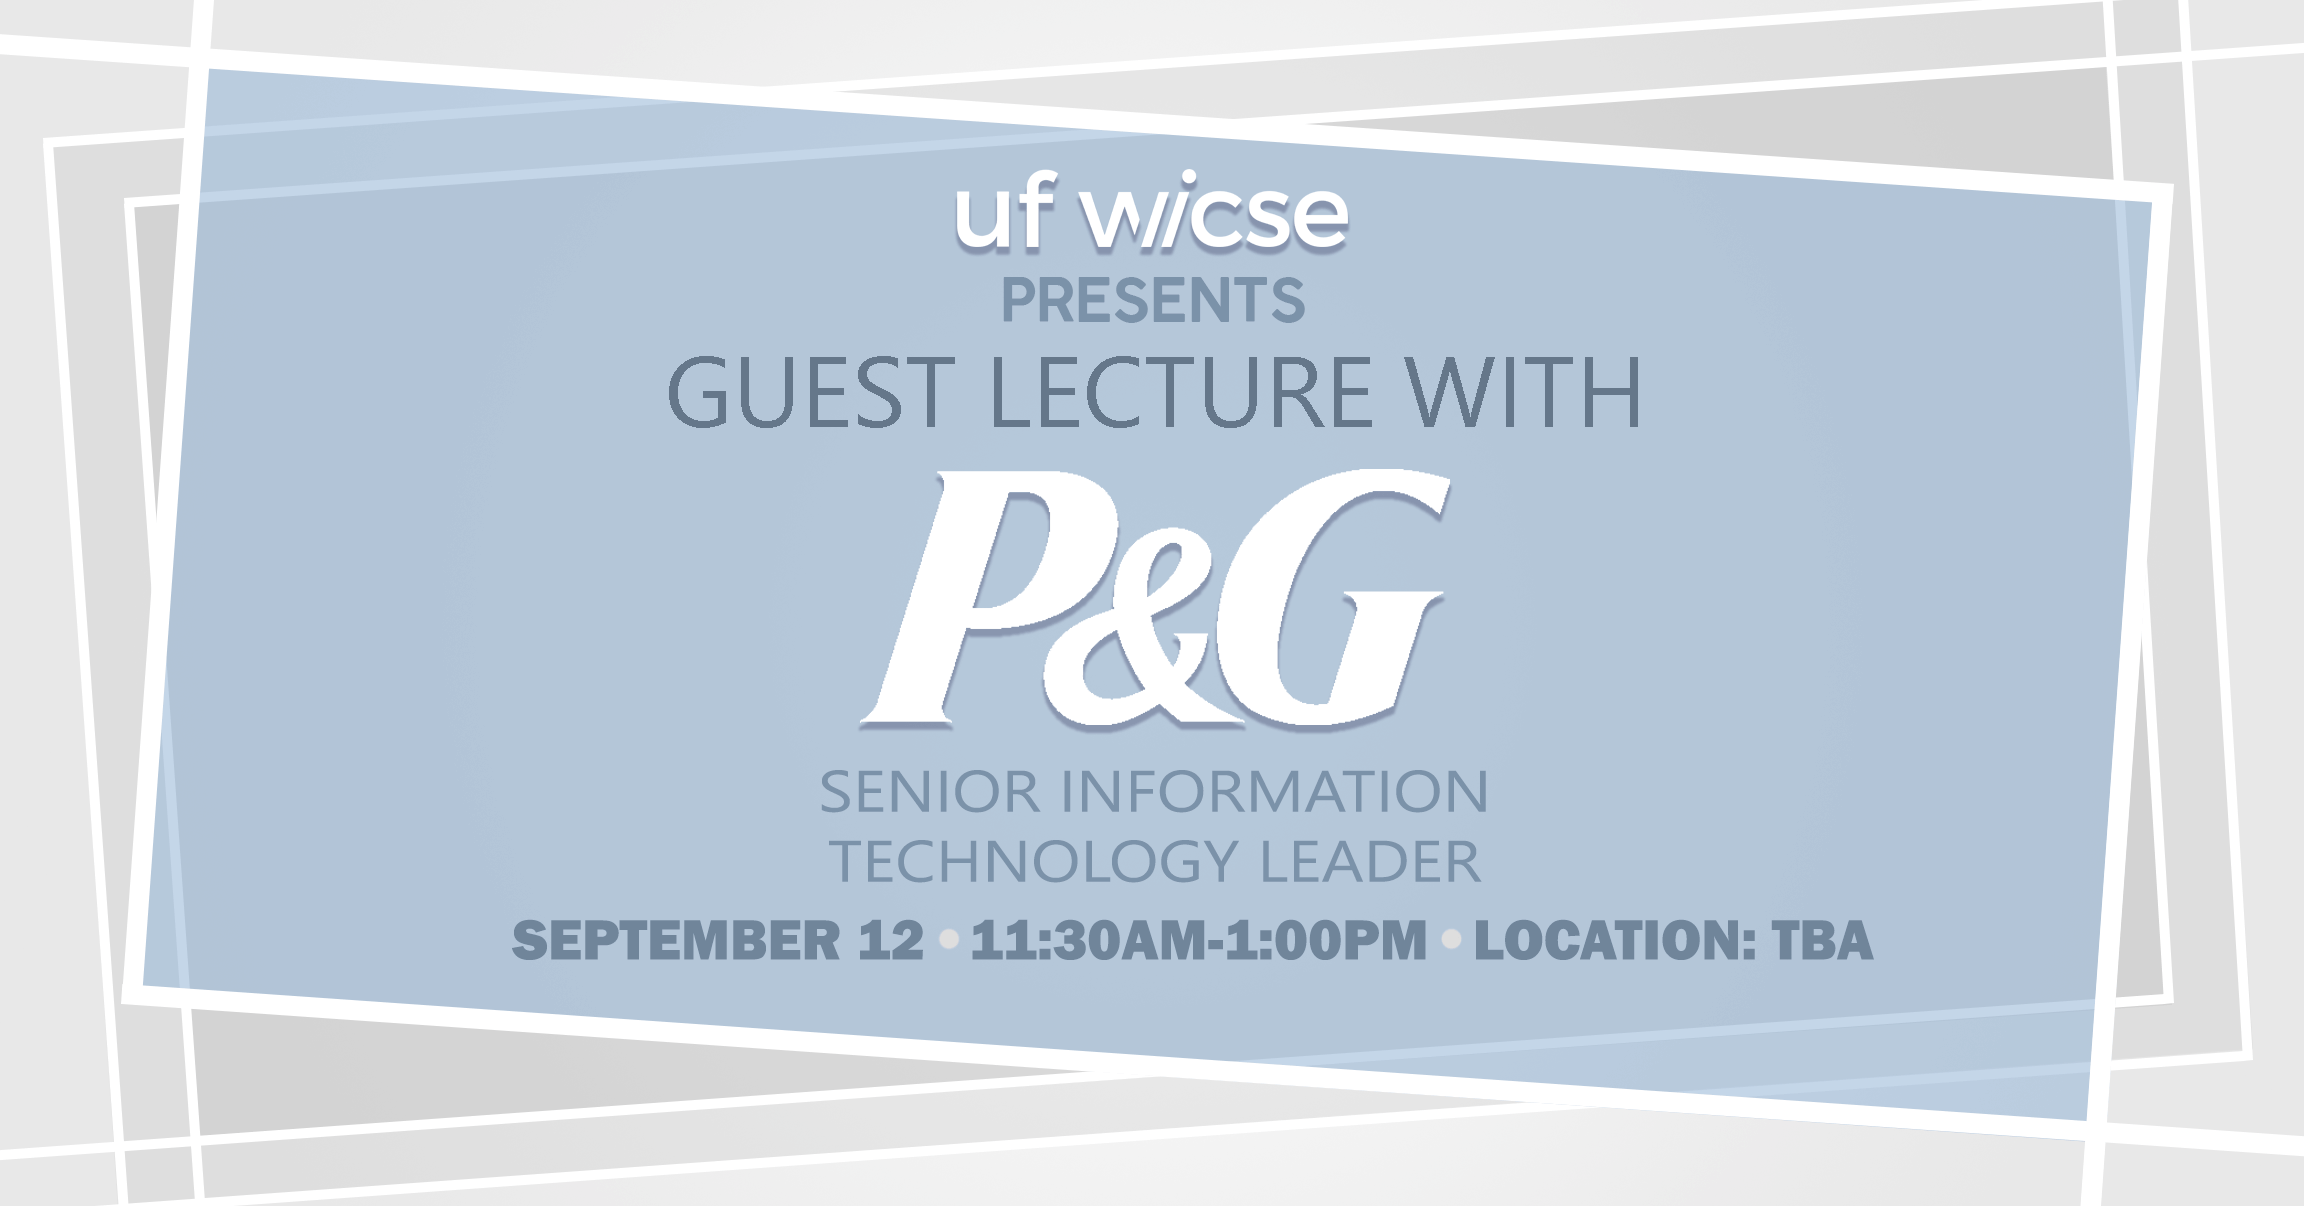 uf wicse
PRESENTS
GUEST LECTURE WITH
P&G
SENIOR INFORMATION
TECHNOLOGY LEADER
SEPTEMBER 12 • 11:30AM-1:00PM • LOCATION: TBA